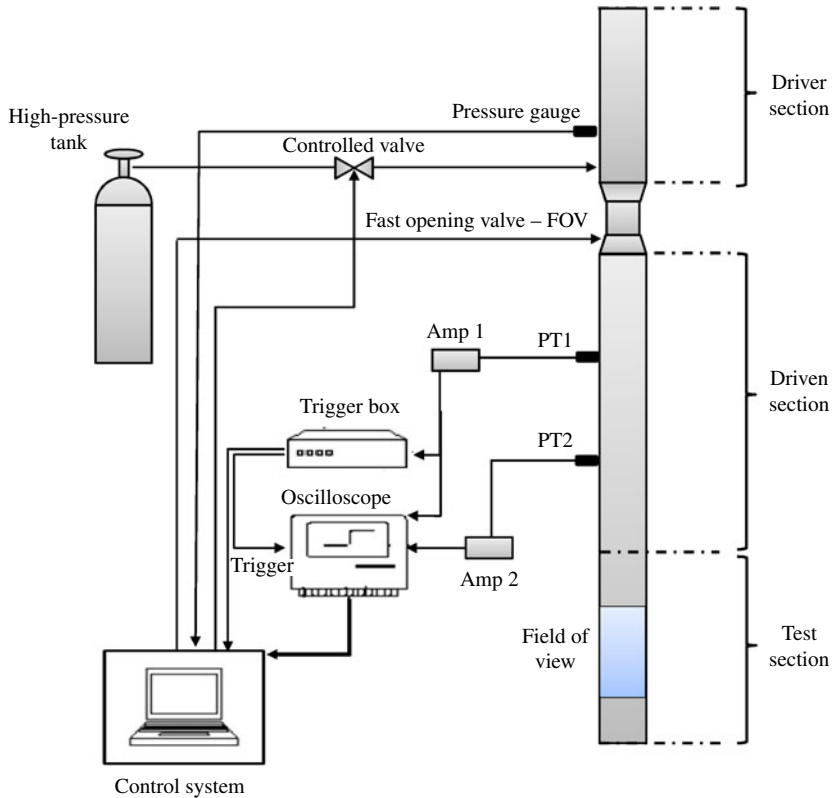 Driver
section
High-pressure
tank
Pressure gauge
Controlled valve
Fast opening valve – FOV
Amp 1
PT1
Driven
section
Trigger box
PT2
Oscilloscope
Trigger
Amp 2
Field of
view
Test
section
Control system